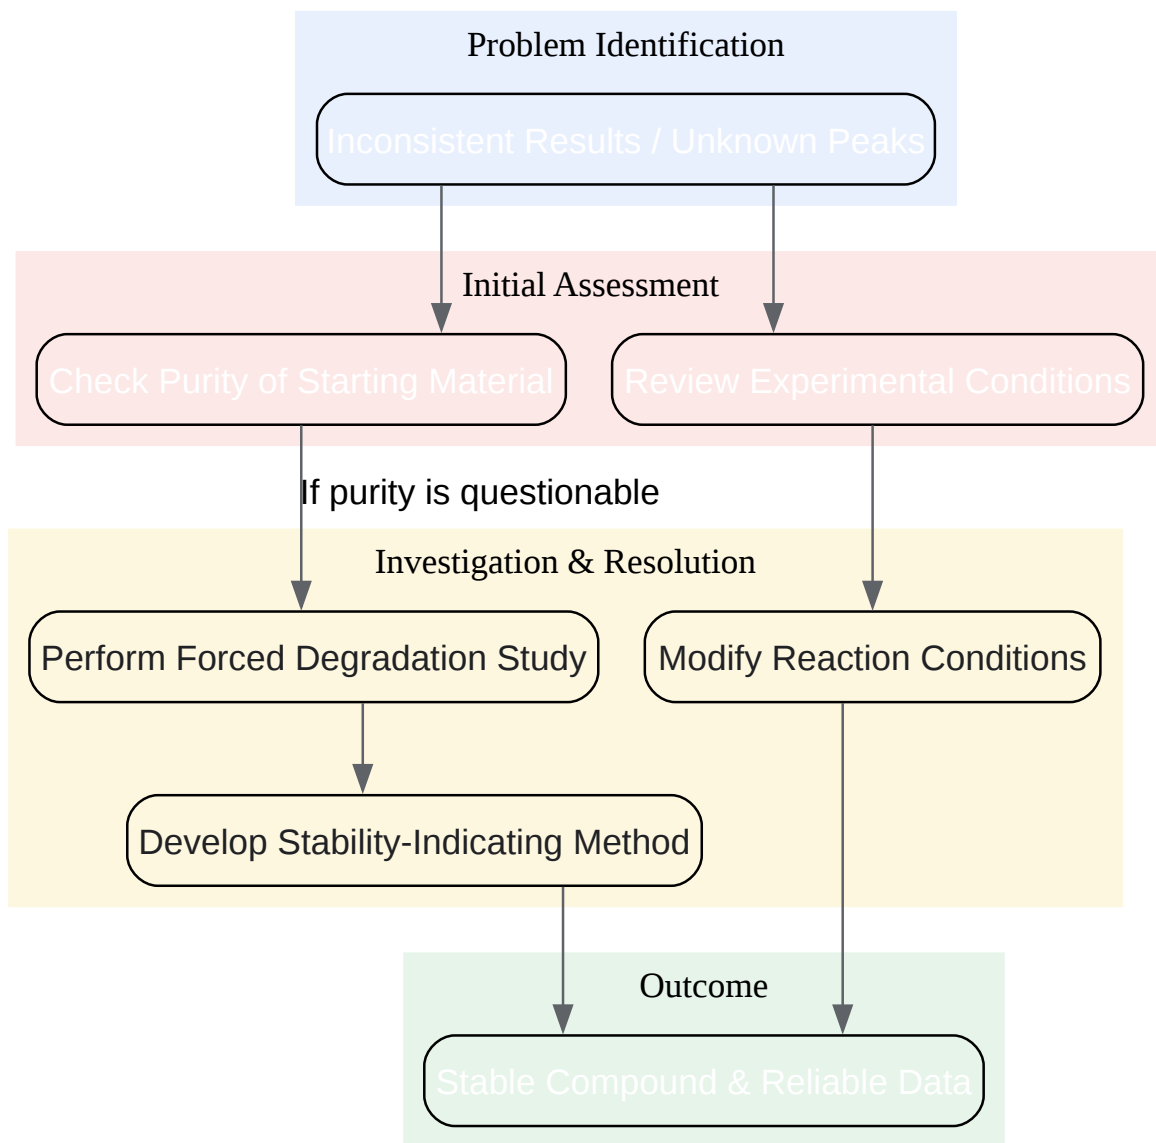 Problem Identification
Inconsistent Results / Unknown Peaks
Initial Assessment
Check Purity of Starting Material
Review Experimental Conditions
If purity is questionable
Investigation & Resolution
Perform Forced Degradation Study
Modify Reaction Conditions
Develop Stability-Indicating Method
Outcome
Stable Compound & Reliable Data